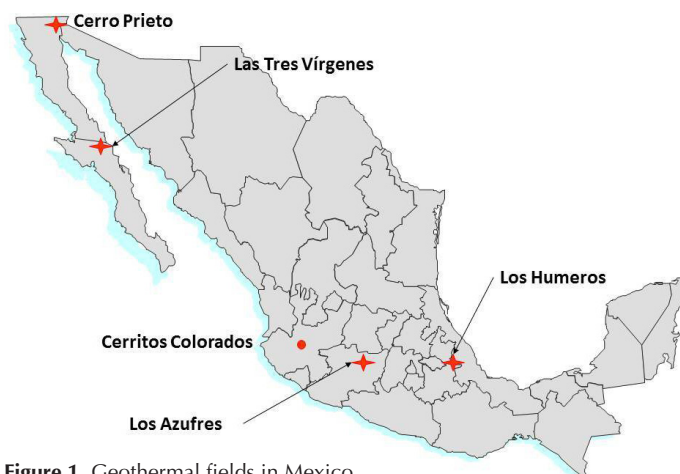 Cerro Prieto
Las Tres Vírgenes
Los Humeros
Cerritos Colorados
Los Azufres
Figure 1. Geothermal fields in Mexico